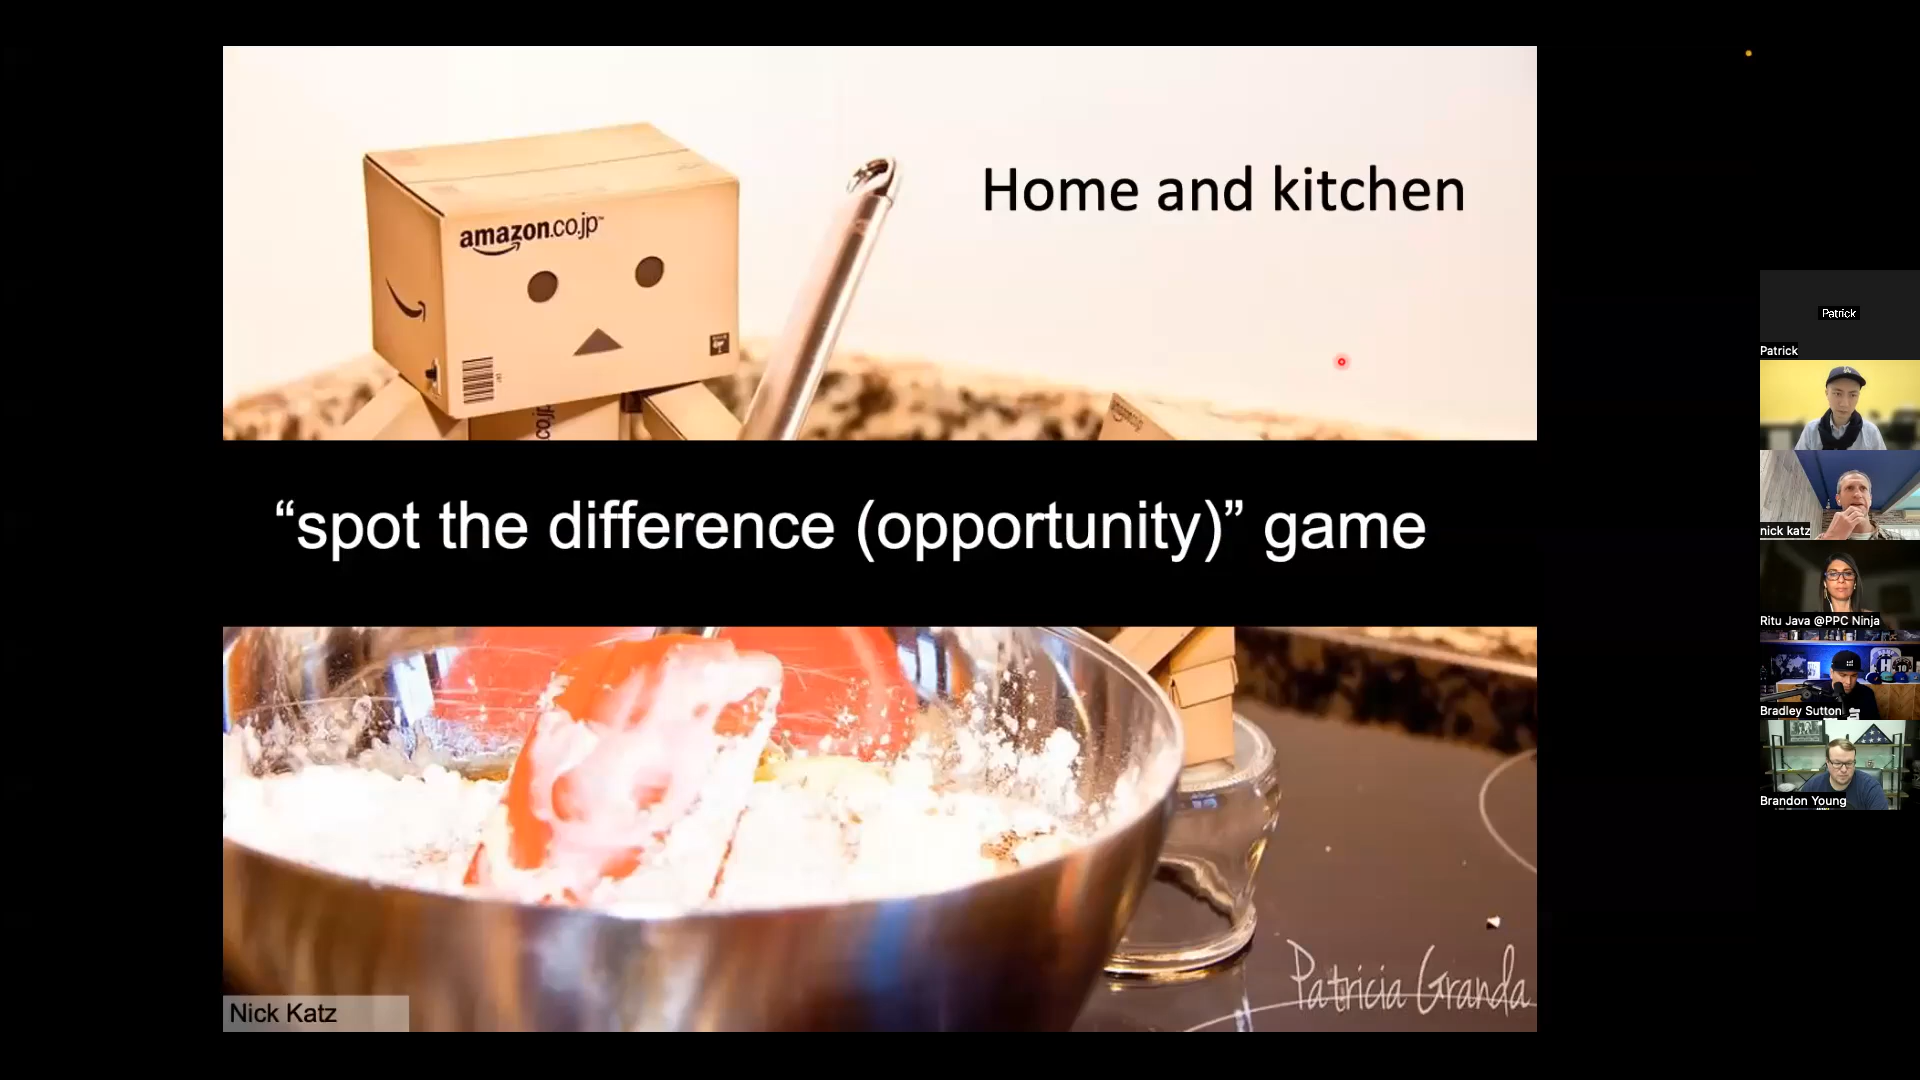 Home and kitchen
amazon.co.jp
“spot the difference (opportunity)” game
Patricia Granda
Nick Katz
Patrick
Patrick
nick katz
Ritu Java @PPC Ninja
Bradley Sutton
Brandon Young